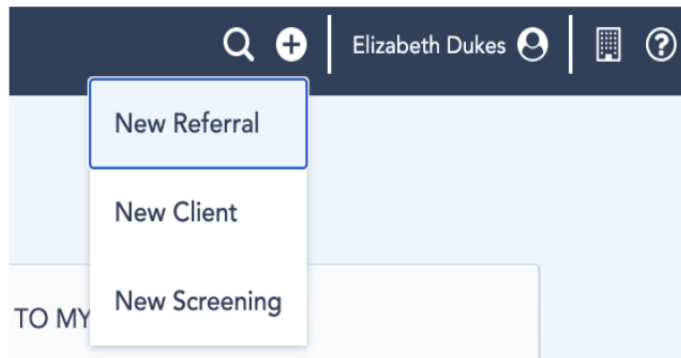 Elizabeth Dukes
New Referral
New Client
New Screening
TO MY